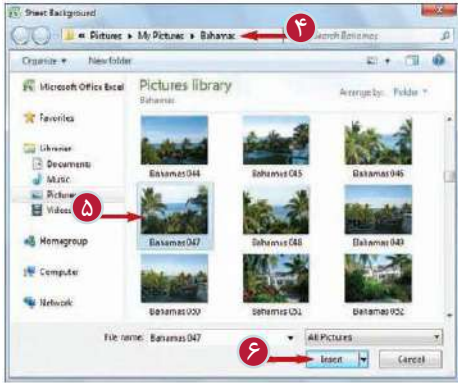 Sheet Background
« Pictures ▸ My Pictures ▸ Bahamas
۴
Search Bahamas
Organize ▾ New folder
Microsoft Office Excel
Pictures library
Bahamas
Arrange by: Folder ▾
Favorites
Libraries
Documents
Music
Pictures
Videos
۵
Homegroup
Computer
Network
Bahamas 044 Bahamas 045 Bahamas 046
Bahamas 047 Bahamas 048 Bahamas 049
Bahamas 050 Bahamas 051 Bahamas 052
File name: Bahamas 047
All Pictures
۶
Insert
Cancel